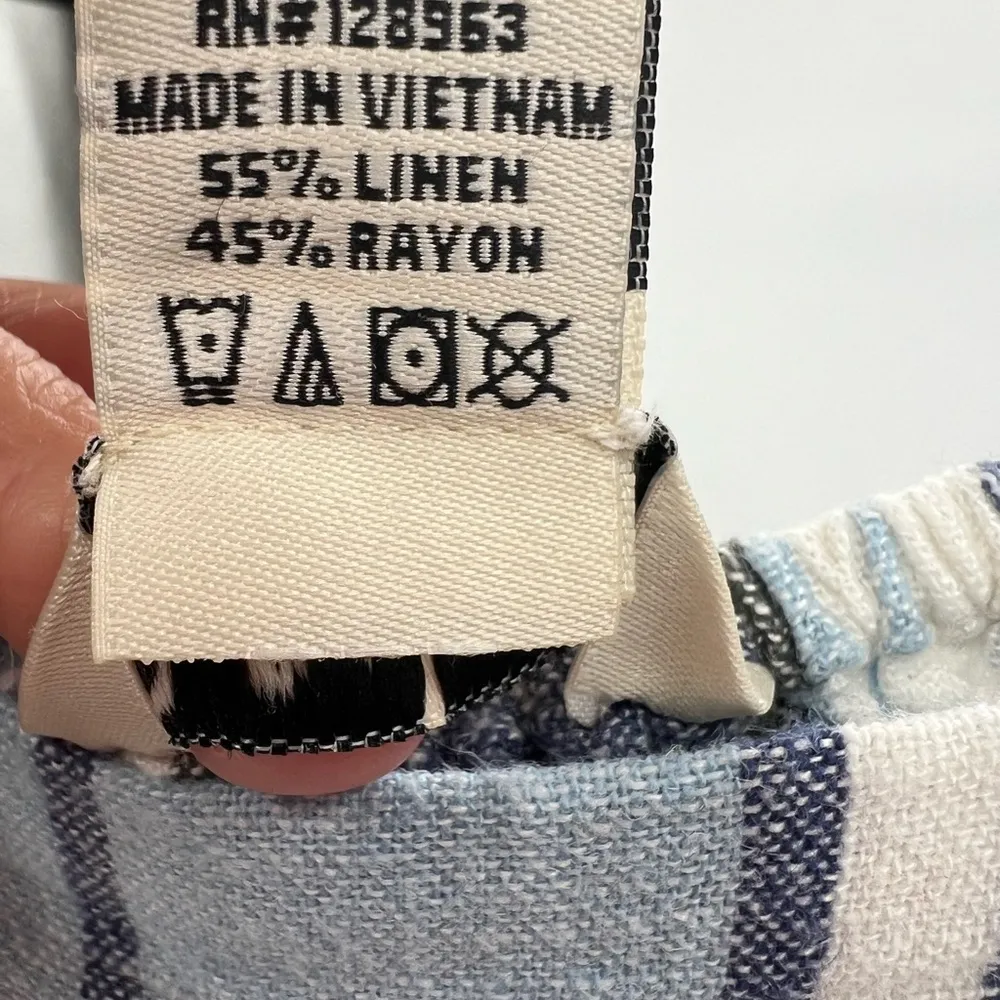 RN#128963
MADE IN VIETNAM
55% LINEN
45% RAYON